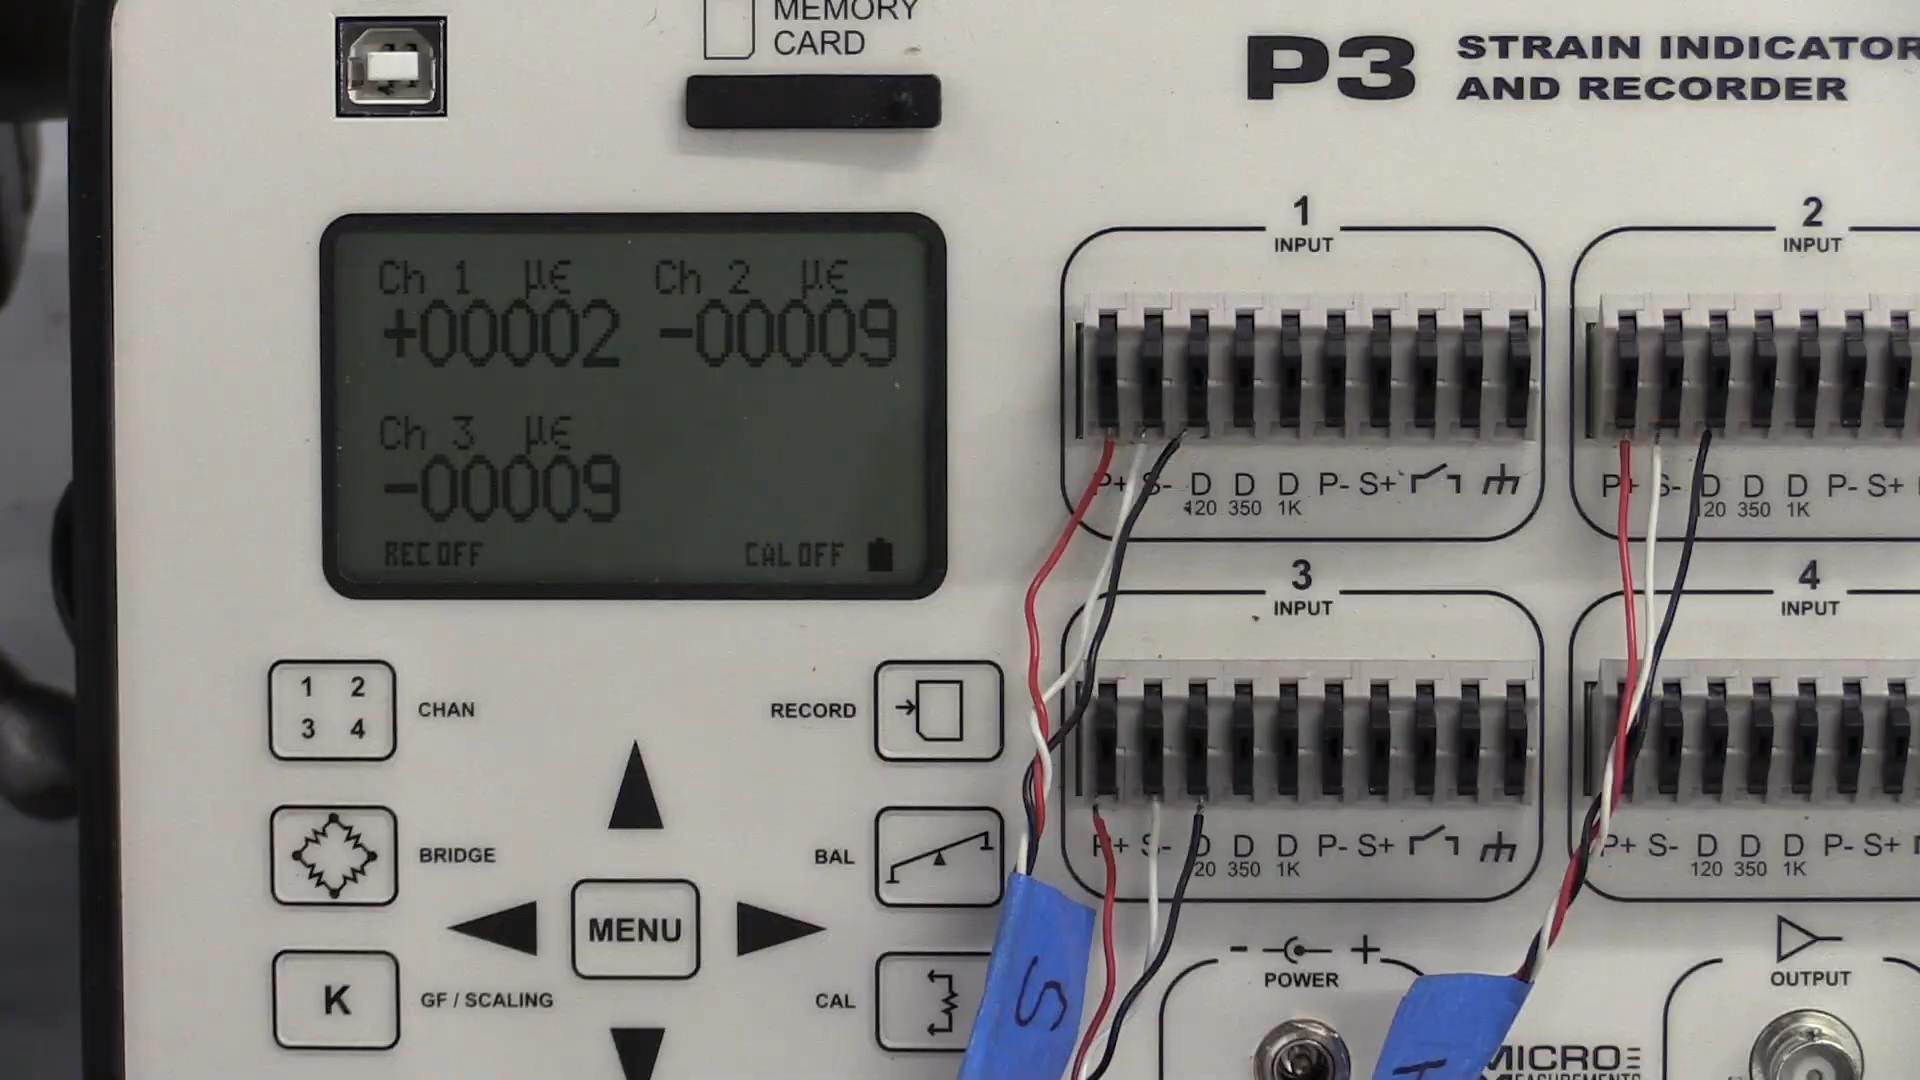 MEMORY
CARD
P3
STRAIN INDICATOR
AND RECORDER
Ch 1 µε Ch 2 µε
+00002 -00009
Ch 3 µε
-00009
REC OFF CAL OFF
1
INPUT
P+ S- D D D P- S+
120 350 1K
2
INPUT
P+ S- D D D P- S+
120 350 1K
3
INPUT
P+ S- D D D P- S+
120 350 1K
4
INPUT
P+ S- D D D P- S+
120 350 1K
1 2
3 4
CHAN
RECORD
BRIDGE
BAL
MENU
K
GF / SCALING
CAL
S
- +
POWER
OUTPUT
MICRO
MEASUREMENTS